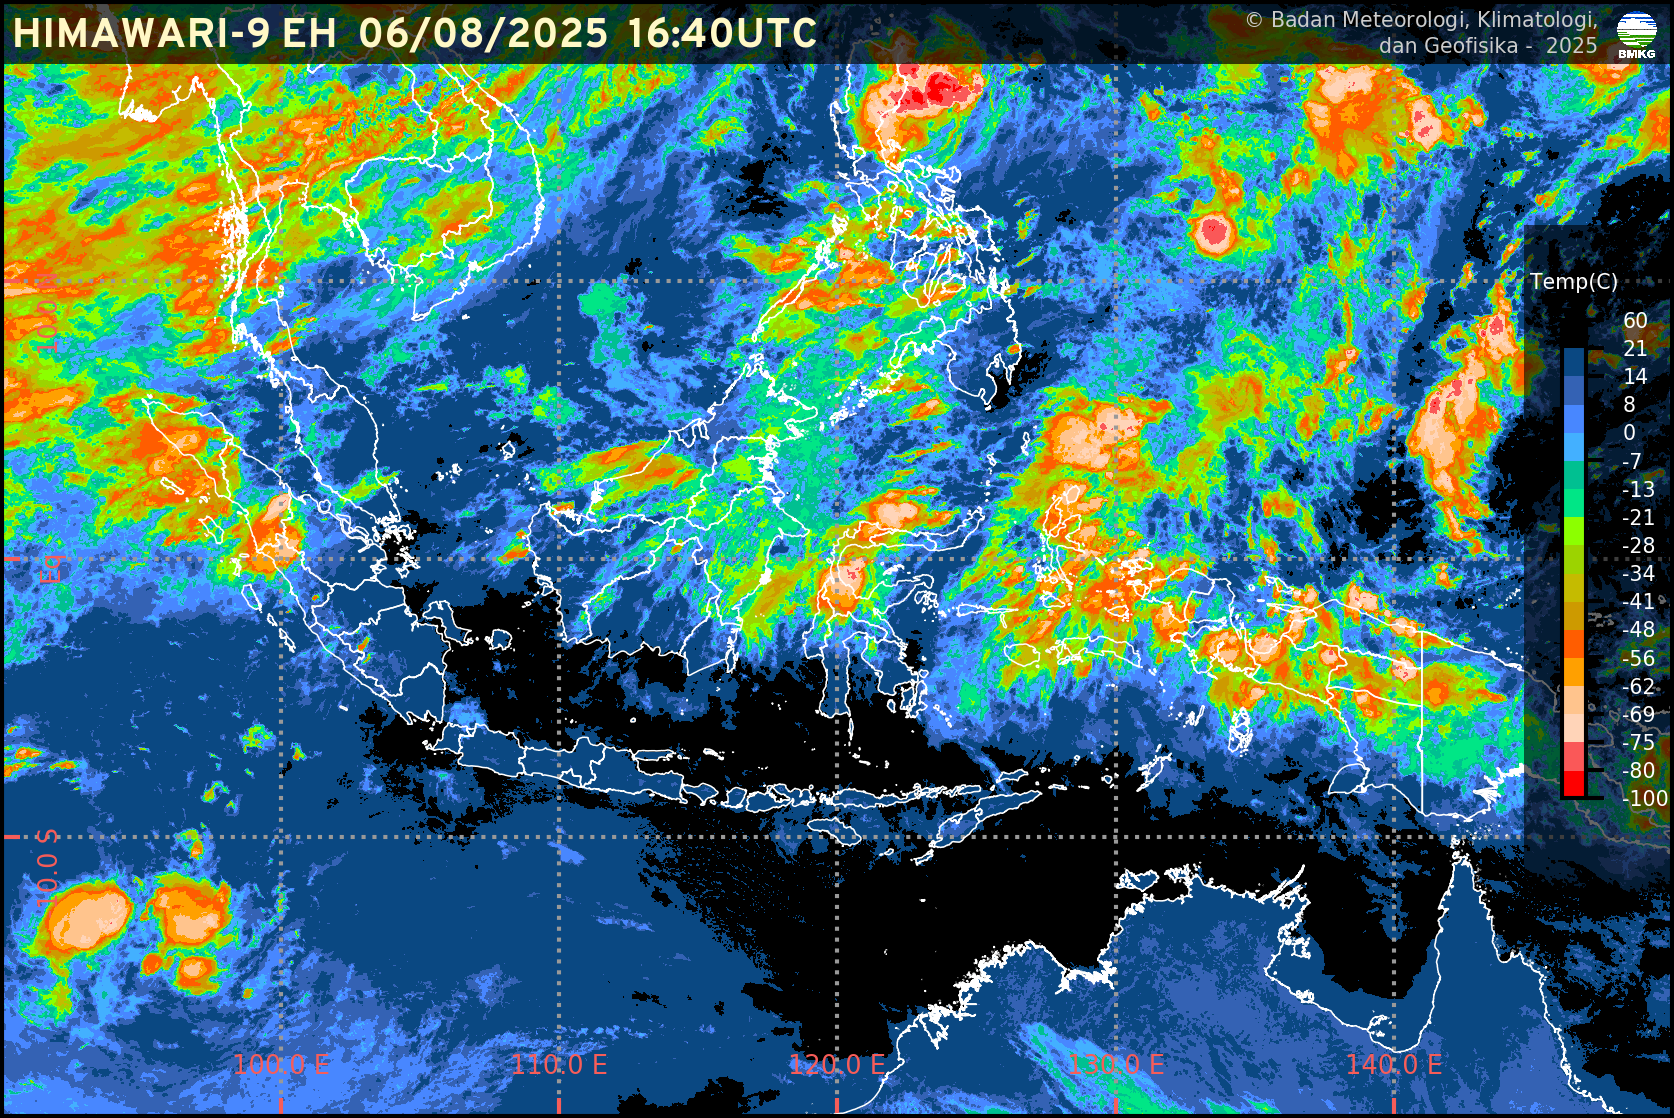 HIMAWARI-9 EH 06/08/2025 16:40UTC
© Badan Meteorologi, Klimatologi,
dan Geofisika - 2025
BMKG
Temp(C)
60
21
14
8
0
-7
-13
-21
-28
-34
-41
-48
-56
-62
-69
-75
-80
-100
10.0 N
Eq
10.0 S
100.0 E
110.0 E
120.0 E
130.0 E
140.0 E